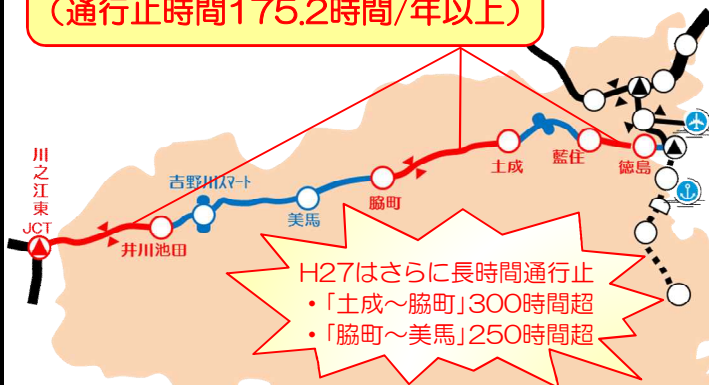 （通行止時間175.2時間/年以上）
川之江東
JCT
井川池田
吉野川スマート
美馬
脇町
土成
藍住
徳島
H27はさらに長時間通行止
・「土成～脇町」300時間超
・「脇町～美馬」250時間超